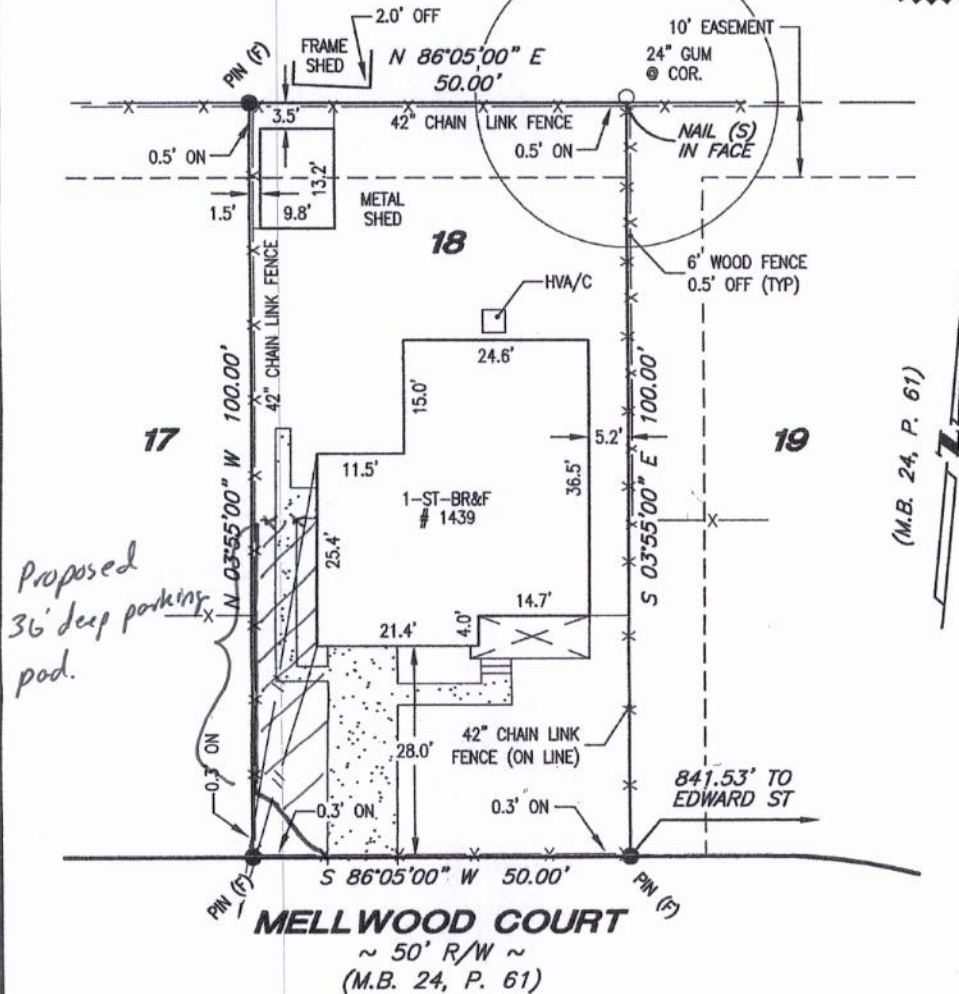 2.0' OFF
10' EASEMENT
FRAME
SHED
N 86°05'00" E
50.00'
24" GUM
@ COR.
PIN (F)
3.5'
42" CHAIN LINK FENCE
0.5' ON
0.5' ON
NAIL (S)
IN FACE
13.2'
1.5'
9.8'
METAL
SHED
18
HVA/C
6' WOOD FENCE
0.5' OFF (TYP)
42" CHAIN LINK FENCE
24.6'
15.0'
N 03°55'00" W 100.00'
S 03°55'00" E 100.00'
5.2'
17
19
(M.B. 24, P. 61)
11.5'
36.5'
1-ST-BR&F
# 1439
25.4'
Proposed
36' deep parking
pad.
14.7'
21.4'
4.0'
28.0'
42" CHAIN LINK
FENCE (ON LINE)
0.3' ON
0.3' ON
0.3' ON
841.53' TO
EDWARD ST
S 86°05'00" W 50.00'
PIN (F)
PIN (F)
MELLWOOD COURT
~ 50' R/W ~
(M.B. 24, P. 61)